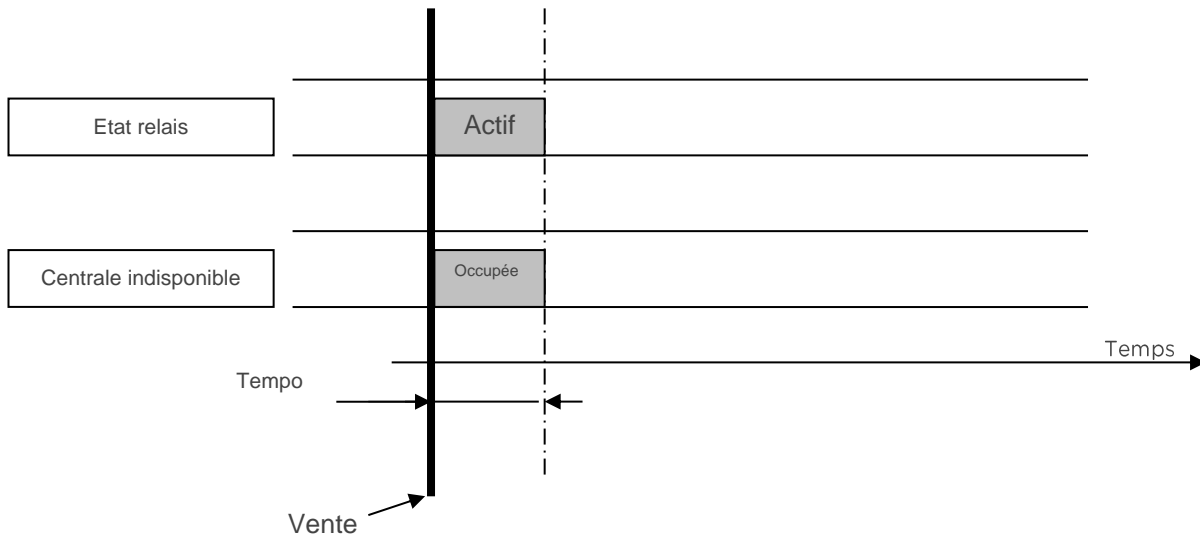 Etat relais
Actif
Centrale indisponible
Occupée
Temps
Tempo
Vente